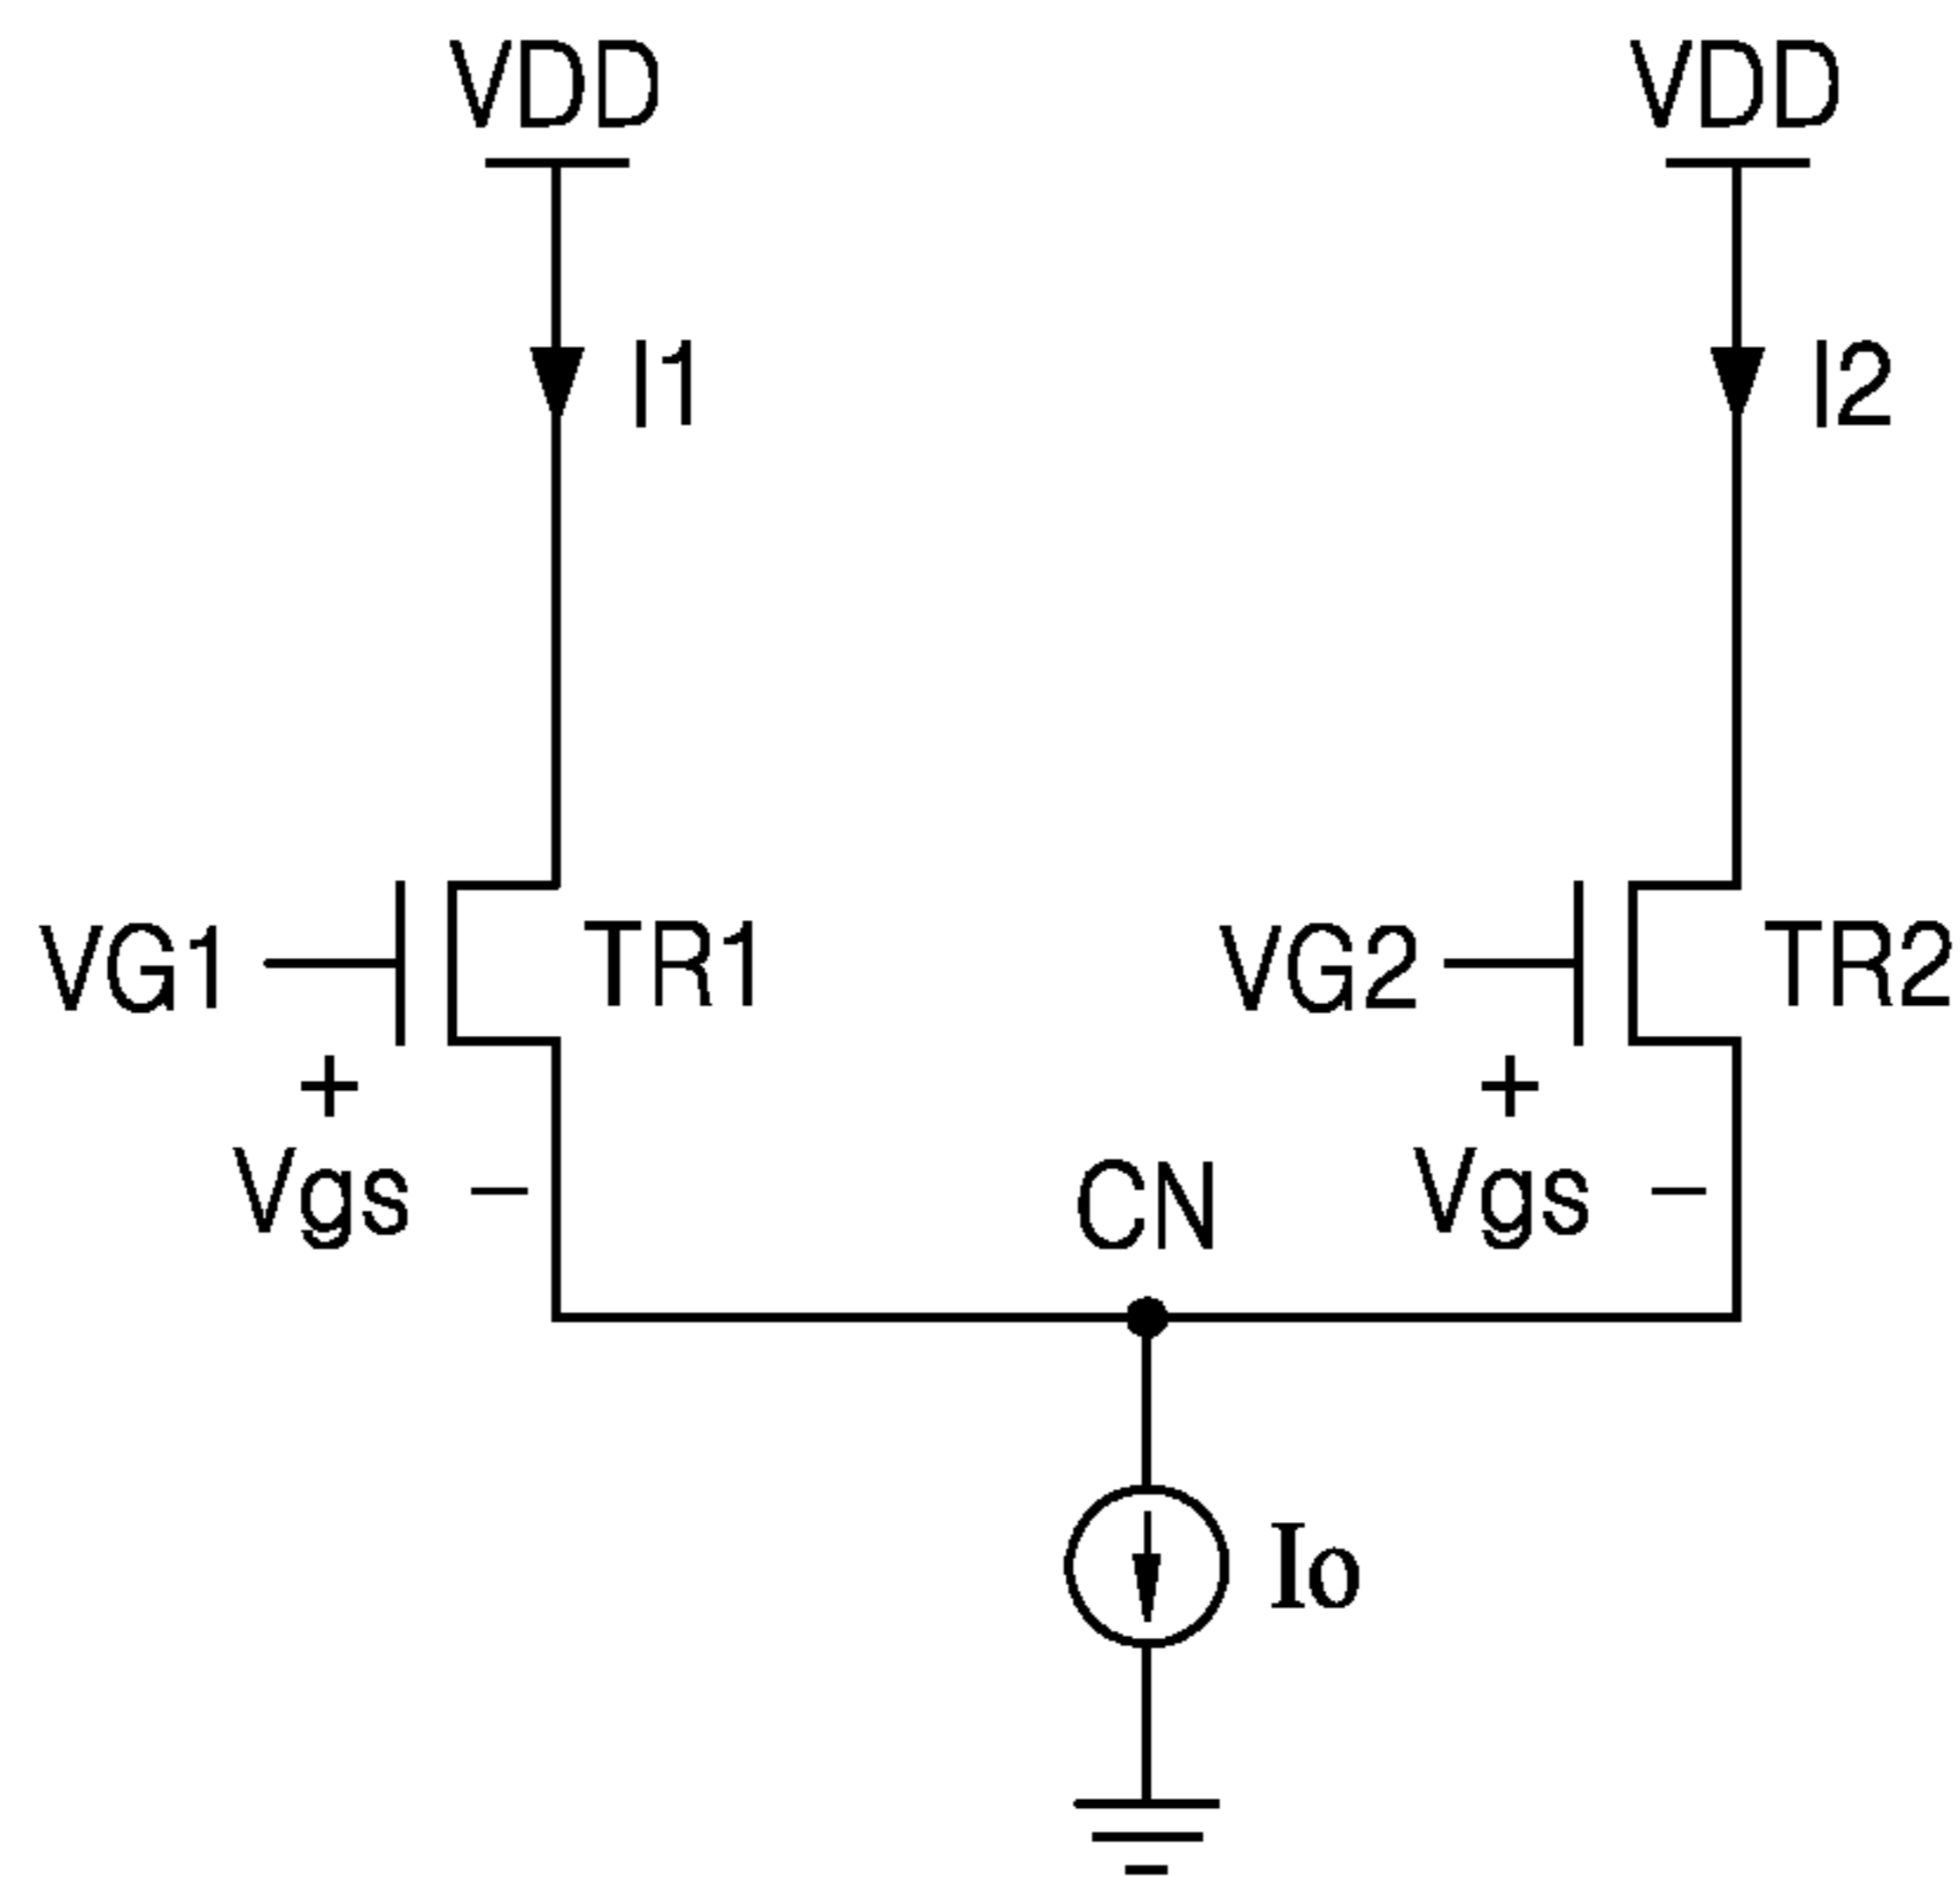 VDD VDD
I1 I2
VG1 TR1 VG2 TR2
+ +
Vgs − CN Vgs −
Io